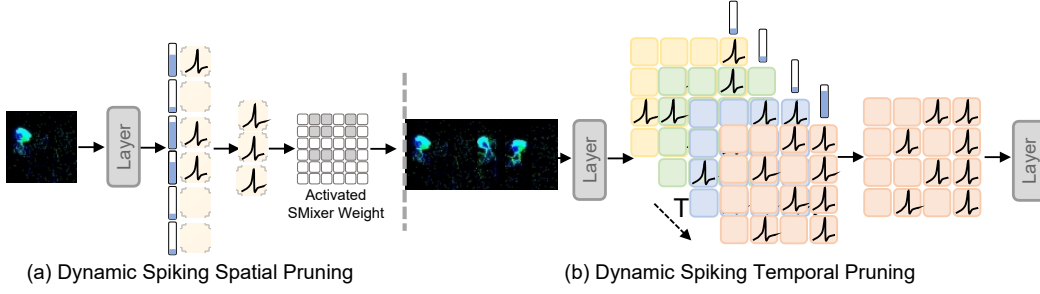 Layer
Activated
SMixer Weight
(a) Dynamic Spiking Spatial Pruning
Layer
T
Layer
(b) Dynamic Spiking Temporal Pruning